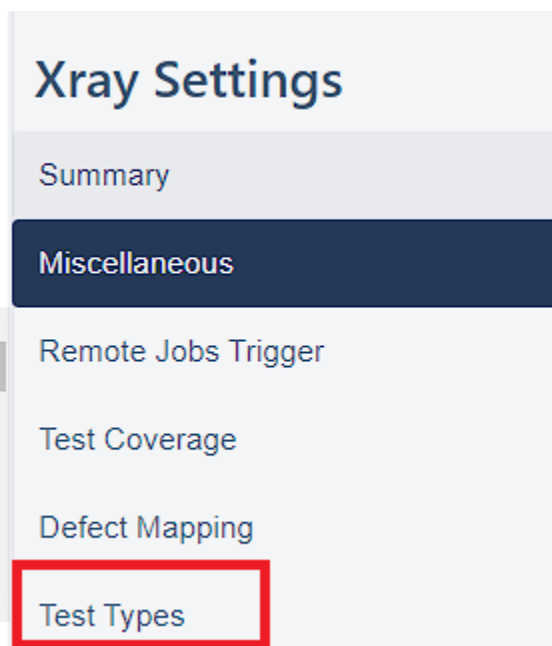 Xray Settings
Summary
Miscellaneous
Remote Jobs Trigger
Test Coverage
Defect Mapping
Test Types